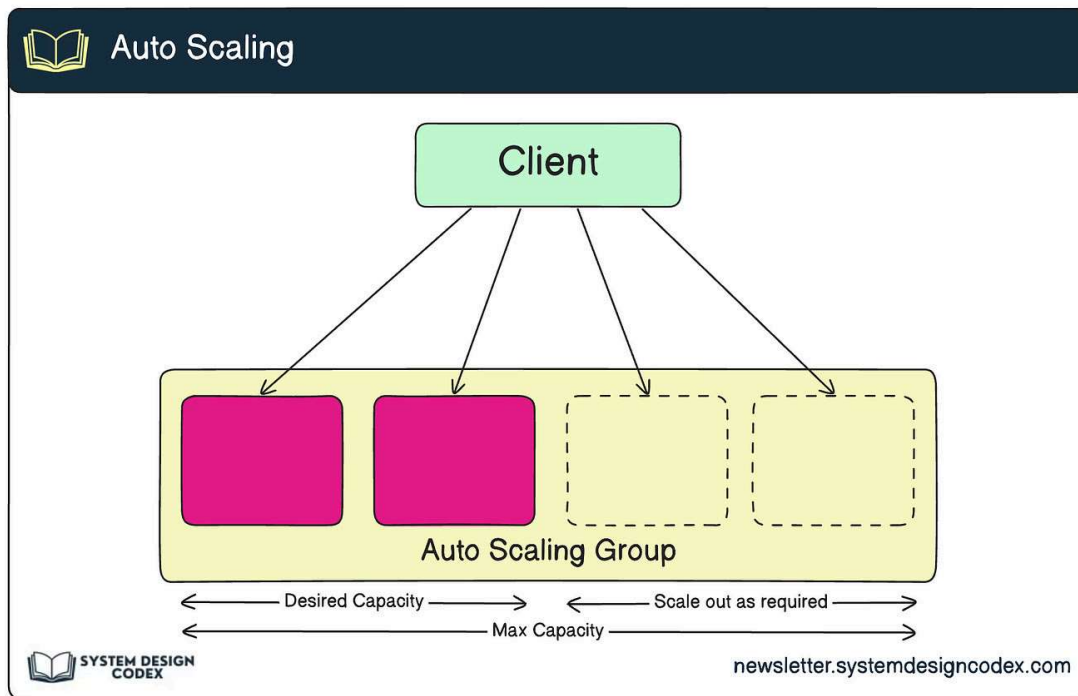 Auto Scaling
Client
Auto Scaling Group
Desired Capacity
Scale out as required
Max Capacity
SYSTEM DESIGN
CODEX
newsletter.systemdesigncodex.com